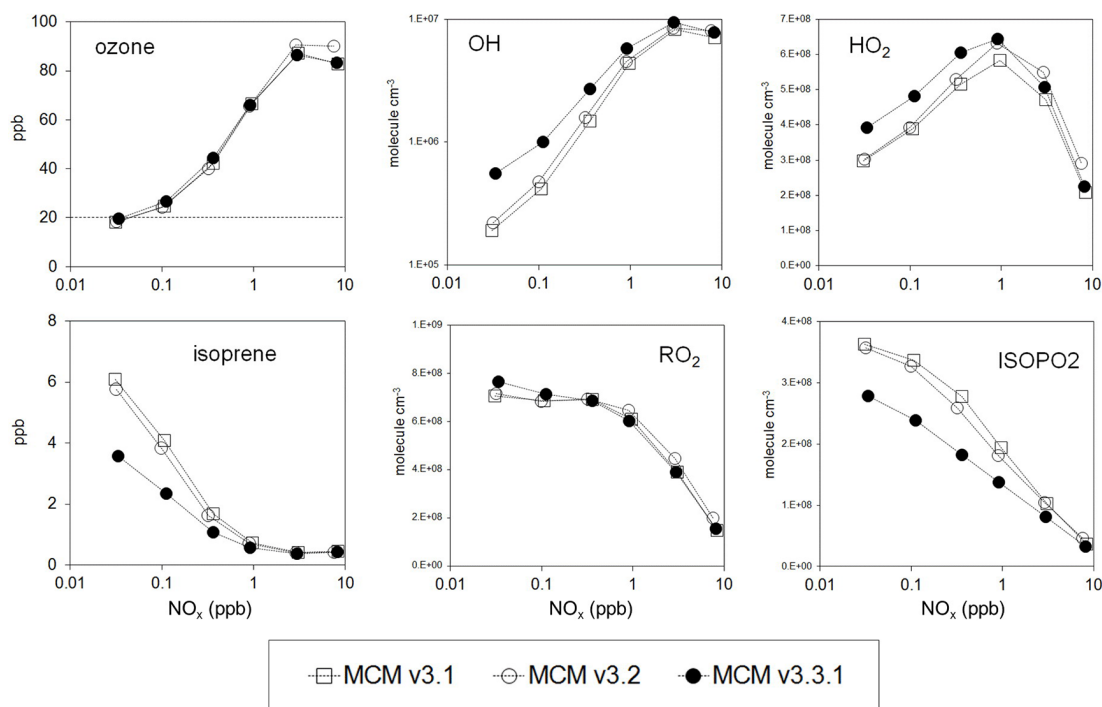 ozone
ppb
100
80
60
40
20
0
0.01 0.1 1 10
OH
molecule cm-3
1.E+07
1.E+06
1.E+05
0.01 0.1 1 10
HO2
molecule cm-3
7.E+08
6.E+08
5.E+08
4.E+08
3.E+08
2.E+08
1.E+08
0.E+00
0.01 0.1 1 10
isoprene
ppb
8
6
4
2
0
0.01 0.1 1 10
NOx (ppb)
RO2
molecule cm-3
1.E+09
8.E+08
6.E+08
4.E+08
2.E+08
0.E+00
0.01 0.1 1 10
NOx (ppb)
ISOPO2
molecule cm-3
4.E+08
3.E+08
2.E+08
1.E+08
0.E+00
0.01 0.1 1 10
NOx (ppb)
MCM v3.1 MCM v3.2 MCM v3.3.1